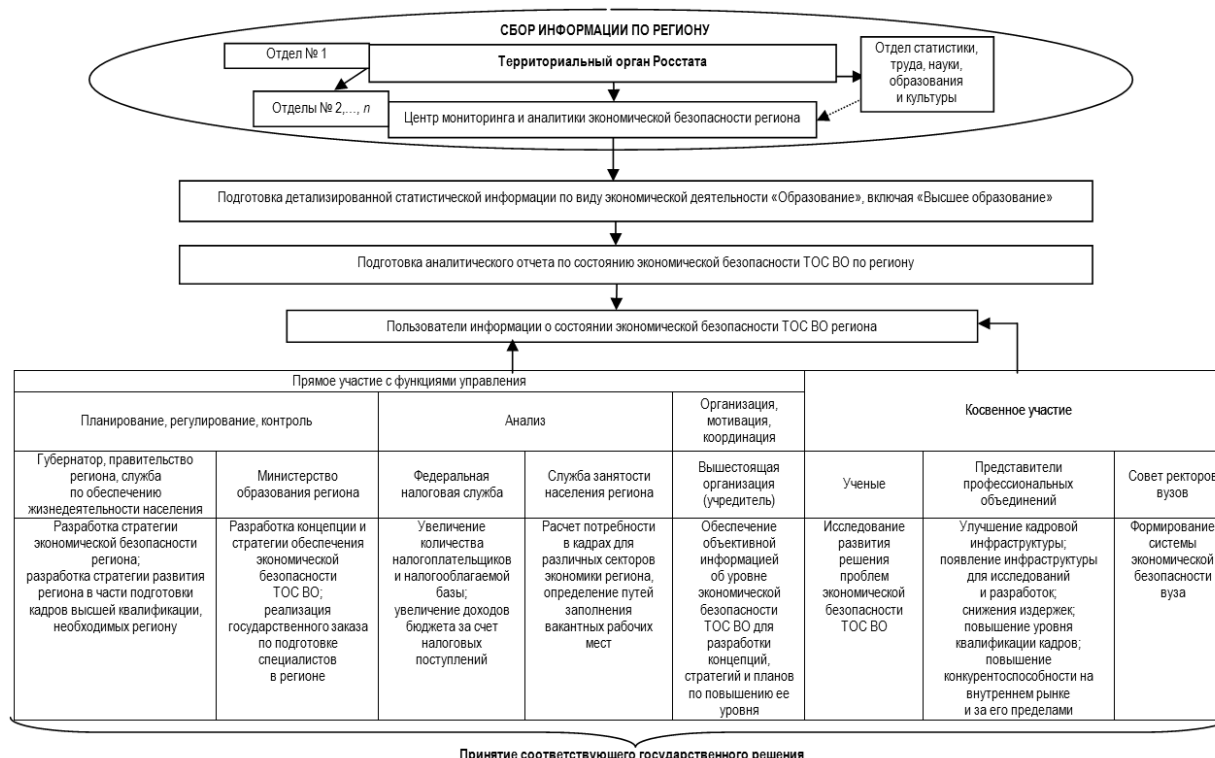 СБОР ИНФОРМАЦИИ ПО РЕГИОНУ
Отдел № 1
Территориальный орган Росстата
Отдел статистики,
труда, науки,
образования
и культуры
Отделы № 2,…, n
Центр мониторинга и аналитики экономической безопасности региона
Подготовка детализированной статистической информации по виду экономической деятельности «Образование», включая «Высшее образование»
Подготовка аналитического отчета по состоянию экономической безопасности ТОС ВО по региону
Пользователи информации о состоянии экономической безопасности ТОС ВО региона
Прямое участие с функциями управления
Косвенное участие
Планирование, регулирование, контроль
Анализ
Организация,
мотивация,
координация
Губернатор, правительство
региона, служба
по обеспечению
жизнедеятельности населения
Министерство
образования региона
Федеральная
налоговая служба
Служба занятости
населения региона
Вышестоящая
организация
(учредитель)
Ученые
Представители
профессиональных
объединений
Совет ректоров
вузов
Разработка стратегии
экономической безопасности
региона;
разработка стратегии развития
региона в части подготовки
кадров высшей квалификации,
необходимых региону
Разработка концепции и
стратегии обеспечения
экономической
безопасности
ТОС ВО;
реализация
государственного заказа
по подготовке
специалистов
в регионе
Увеличение
количества
налогоплательщиков
и налогооблагаемой
базы;
увеличение доходов
бюджета за счет
налоговых
поступлений
Расчет потребности
в кадрах для
различных секторов
экономики региона,
определение путей
заполнения
вакантных рабочих
мест
Обеспечение
объективной
информацией
об уровне
экономической
безопасности
ТОС ВО для
разработки
концепций,
стратегий и планов
по повышению ее
уровня
Исследование
развития
решения
проблем
экономической
безопасности
ТОС ВО
Улучшение кадровой
инфраструктуры;
появление инфраструктуры
для исследований
и разработок;
снижения издержек;
повышение уровня
квалификации кадров;
повышение
конкурентоспособности на
внутреннем рынке
и за его пределами
Формирование
системы
экономической
безопасности
вуза
Принятие соответствующего государственного решения